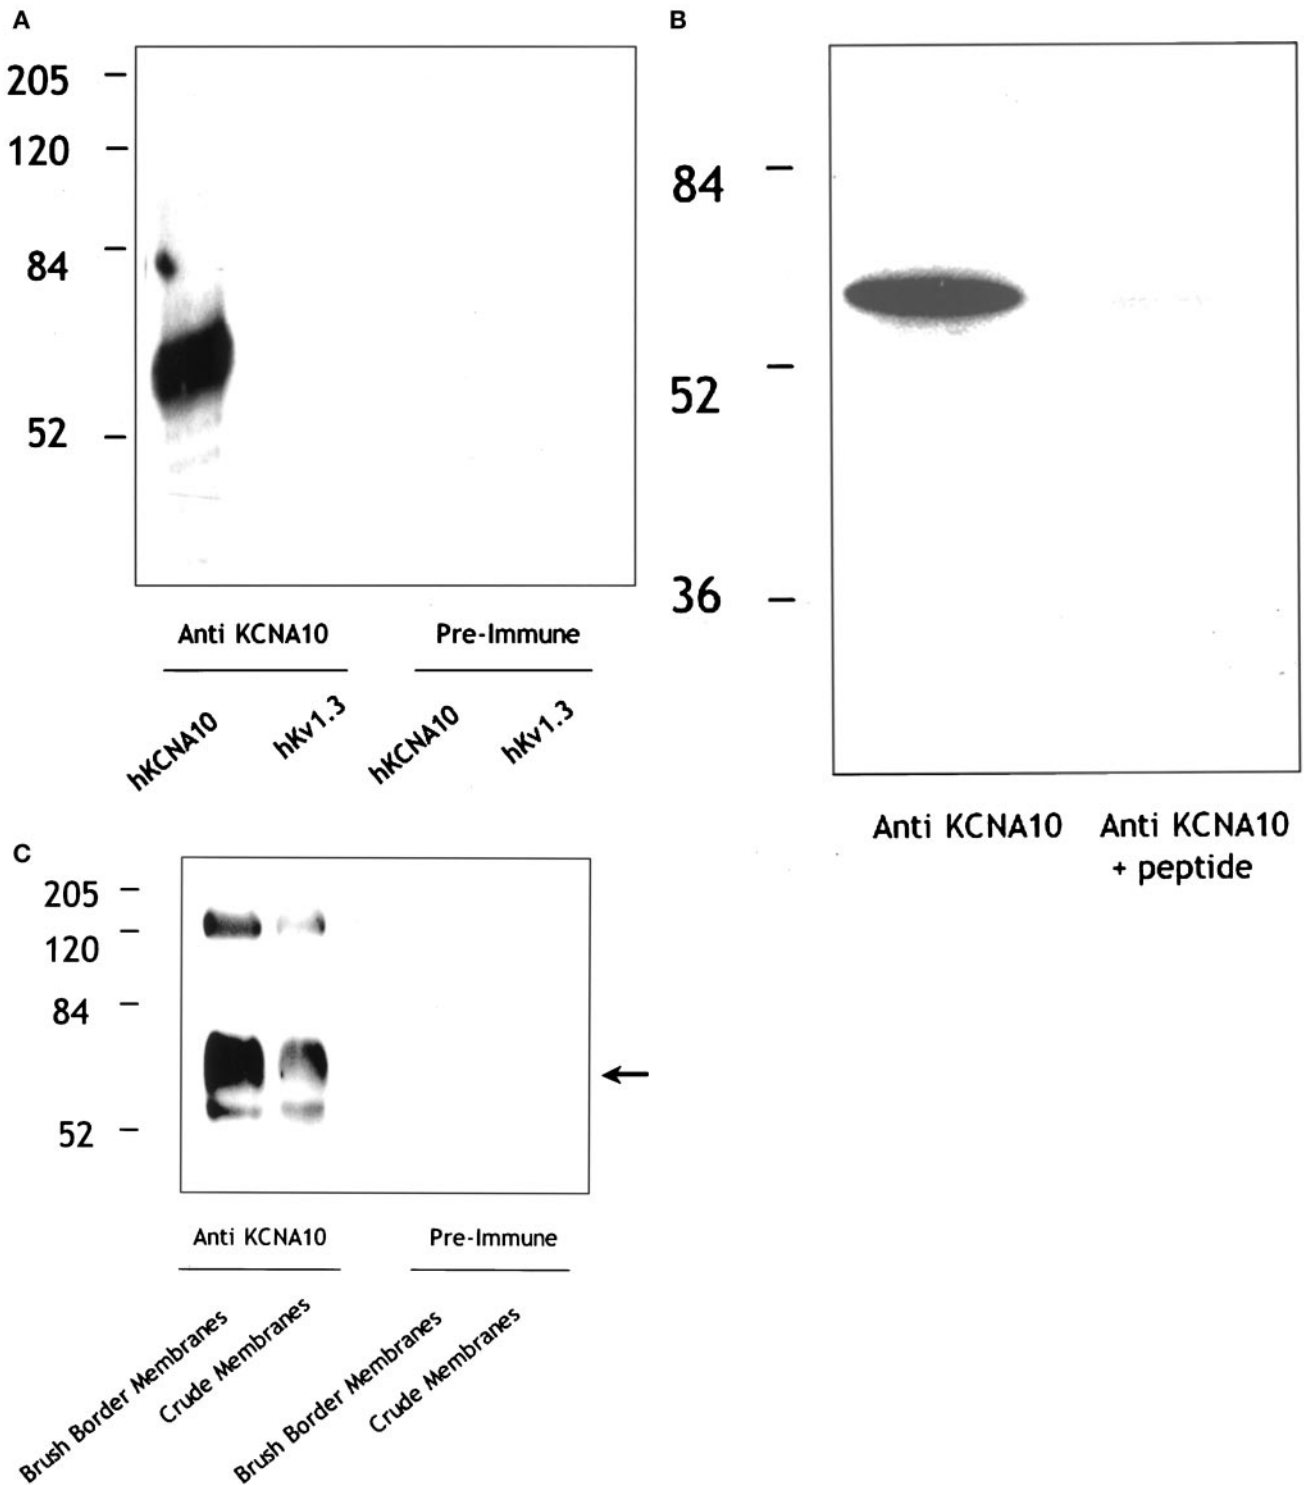 A
205
120
84
52
Anti KCNA10
Pre-Immune
hKCNA10
hKv1.3
hKCNA10
hKv1.3
B
84
52
36
Anti KCNA10
Anti KCNA10
+ peptide
C
205
120
84
52
Anti KCNA10
Pre-Immune
Brush Border Membranes
Crude Membranes
Brush Border Membranes
Crude Membranes